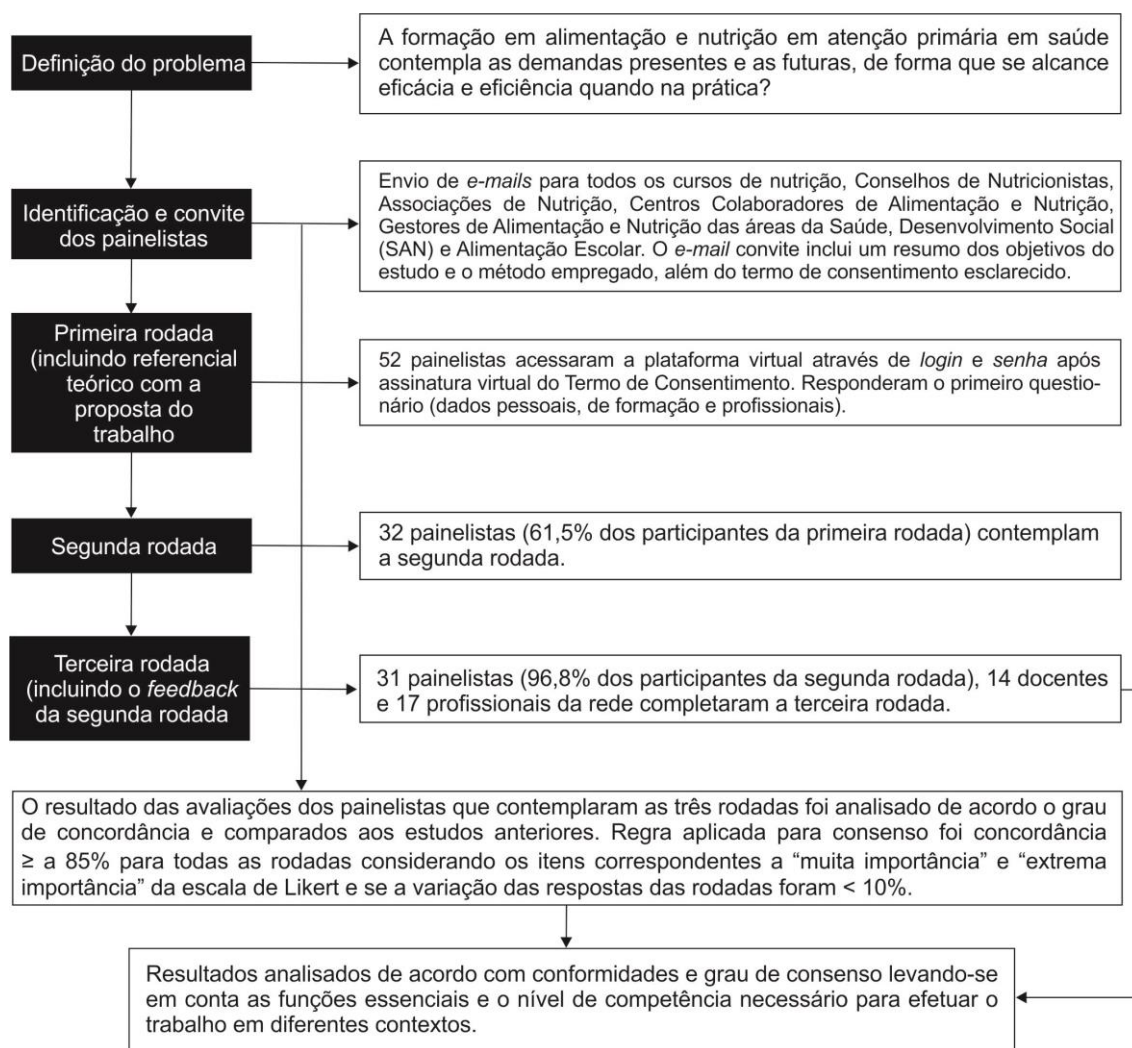 Definição do problema
A formação em alimentação e nutrição em atenção primária em saúde
contempla as demandas presentes e as futuras, de forma que se alcance
eficácia e eficiência quando na prática?
Identificação e convite
dos painelistas
Envio de e-mails para todos os cursos de nutrição, Conselhos de Nutricionistas,
Associações de Nutrição, Centros Colaboradores de Alimentação e Nutrição,
Gestores de Alimentação e Nutrição das áreas da Saúde, Desenvolvimento Social
(SAN) e Alimentação Escolar. O e-mail convite inclui um resumo dos objetivos do
estudo e o método empregado, além do termo de consentimento esclarecido.
Primeira rodada
(incluindo referencial
teórico com a
proposta do
trabalho
52 painelistas acessaram a plataforma virtual através de login e senha após
assinatura virtual do Termo de Consentimento. Responderam o primeiro questio-
nário (dados pessoais, de formação e profissionais).
Segunda rodada
32 painelistas (61,5% dos participantes da primeira rodada) contemplam
a segunda rodada.
Terceira rodada
(incluindo o feedback
da segunda rodada
31 painelistas (96,8% dos participantes da segunda rodada), 14 docentes
e 17 profissionais da rede completaram a terceira rodada.
O resultado das avaliações dos painelistas que contemplaram as três rodadas foi analisado de acordo o grau
de concordância e comparados aos estudos anteriores. Regra aplicada para consenso foi concordância
≥ a 85% para todas as rodadas considerando os itens correspondentes a “muita importância” e “extrema
importância” da escala de Likert e se a variação das respostas das rodadas foram < 10%.
Resultados analisados de acordo com conformidades e grau de consenso levando-se
em conta as funções essenciais e o nível de competência necessário para efetuar o
trabalho em diferentes contextos.